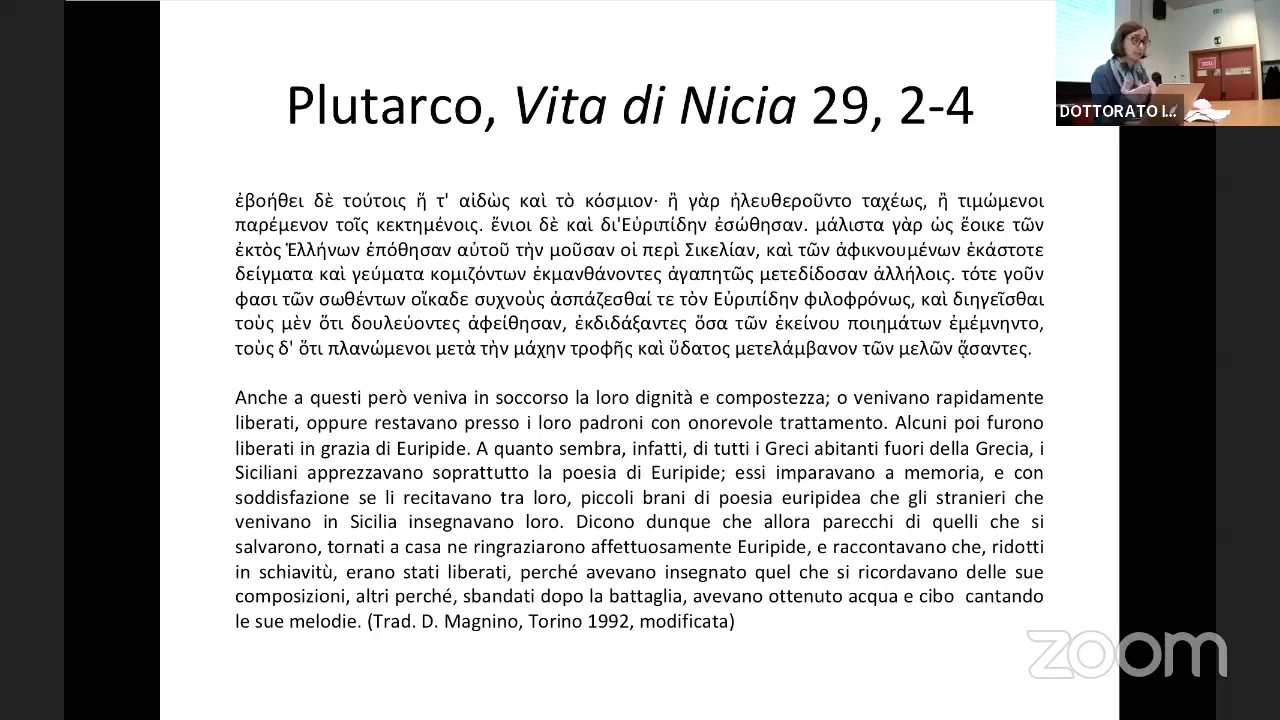 Plutarco, Vita di Nicia 29, 2-4
ἐβοήθει δὲ τούτοις ἥ τ' αἰδὼς καὶ τὸ κόσμιον· ἢ γὰρ ἠλευθεροῦντο ταχέως, ἢ τιμώμενοι
παρέμενον τοῖς κεκτημένοις. ἔνιοι δὲ καὶ δι'Εὐριπίδην ἐσώθησαν. μάλιστα γὰρ ὡς ἔοικε τῶν
ἐκτὸς Ἑλλήνων ἐπόθησαν αὐτοῦ τὴν μοῦσαν οἱ περὶ Σικελίαν, καὶ τῶν ἀφικνουμένων ἑκάστοτε
δείγματα καὶ γεύματα κομιζόντων ἐκμανθάνοντες ἀγαπητῶς μετεδίδοσαν ἀλλήλοις. τότε γοῦν
φασι τῶν σωθέντων οἴκαδε συχνοὺς ἀσπάζεσθαί τε τὸν Εὐριπίδην φιλοφρόνως, καὶ διηγεῖσθαι
τοὺς μὲν ὅτι δουλεύοντες ἀφείθησαν, ἐκδιδάξαντες ὅσα τῶν ἐκείνου ποιημάτων ἐμέμνηντο,
τοὺς δ' ὅτι πλανώμενοι μετὰ τὴν μάχην τροφῆς καὶ ὕδατος μετελάμβανον τῶν μελῶν ᾄσαντες.
Anche a questi però veniva in soccorso la loro dignità e compostezza; o venivano rapidamente
liberati, oppure restavano presso i loro padroni con onorevole trattamento. Alcuni poi furono
liberati in grazia di Euripide. A quanto sembra, infatti, di tutti i Greci abitanti fuori della Grecia, i
Siciliani apprezzavano soprattutto la poesia di Euripide; essi imparavano a memoria, e con
soddisfazione se li recitavano tra loro, piccoli brani di poesia euripidea che gli stranieri che
venivano in Sicilia insegnavano loro. Dicono dunque che allora parecchi di quelli che si
salvarono, tornati a casa ne ringraziarono affettuosamente Euripide, e raccontavano che, ridotti
in schiavitù, erano stati liberati, perché avevano insegnato quel che si ricordavano delle sue
composizioni, altri perché, sbandati dopo la battaglia, avevano ottenuto acqua e cibo cantando
le sue melodie. (Trad. D. Magnino, Torino 1992, modificata)
DOTTORATO I...
zoom